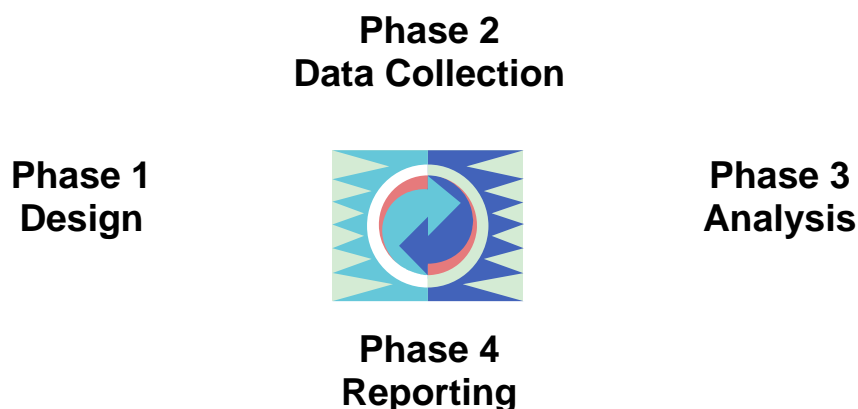 Phase 2
Data Collection
Phase 1
Design
Phase 3
Analysis
Phase 4
Reporting